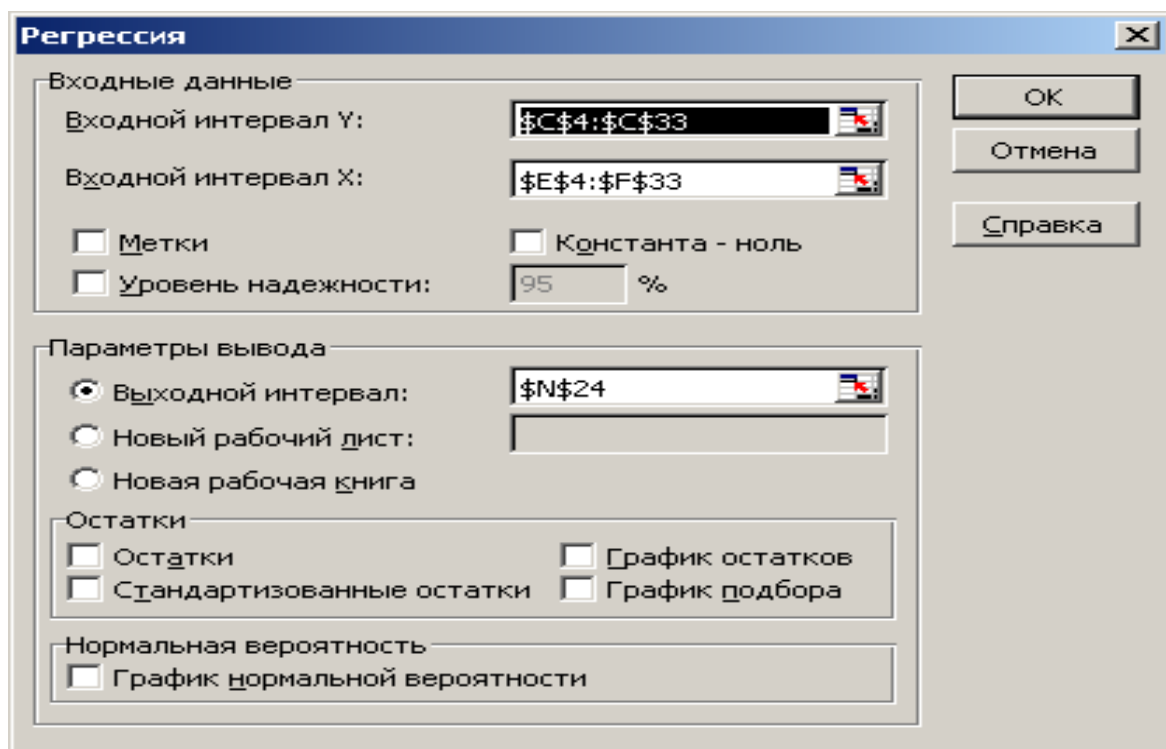 Регрессия
Входные данные
Входной интервал Y: $C$4:$C$33
Входной интервал X: $E$4:$F$33
Метки Константа - ноль
Уровень надежности: 95 %
OK
Отмена
Справка
Параметры вывода
Выходной интервал: $N$24
Новый рабочий лист:
Новая рабочая книга
Остатки
Остатки График остатков
Стандартизованные остатки График подбора
Нормальная вероятность
График нормальной вероятности